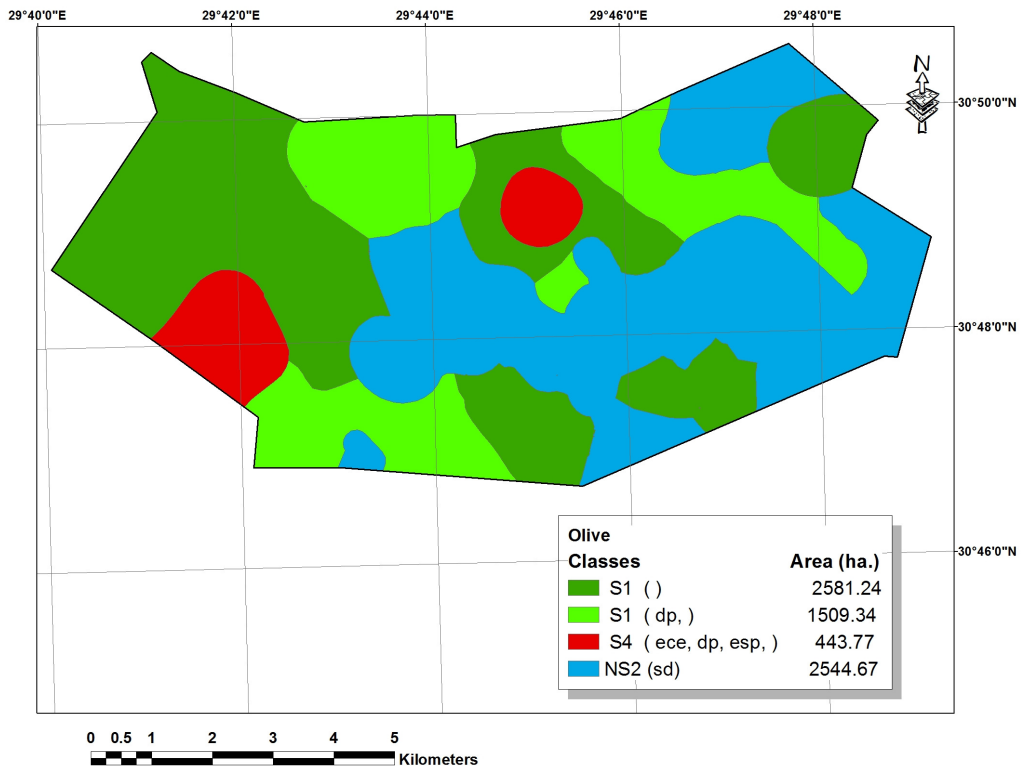 29°40'0"E 29°42'0"E 29°44'0"E 29°46'0"E 29°48'0"E
N
30°50'0"N
30°48'0"N
30°46'0"N
Olive
Classes Area (ha.)
S1 ( ) 2581.24
S1 ( dp, ) 1509.34
S4 ( ece, dp, esp, ) 443.77
NS2 (sd) 2544.67
0 0.5 1 2 3 4 5
Kilometers